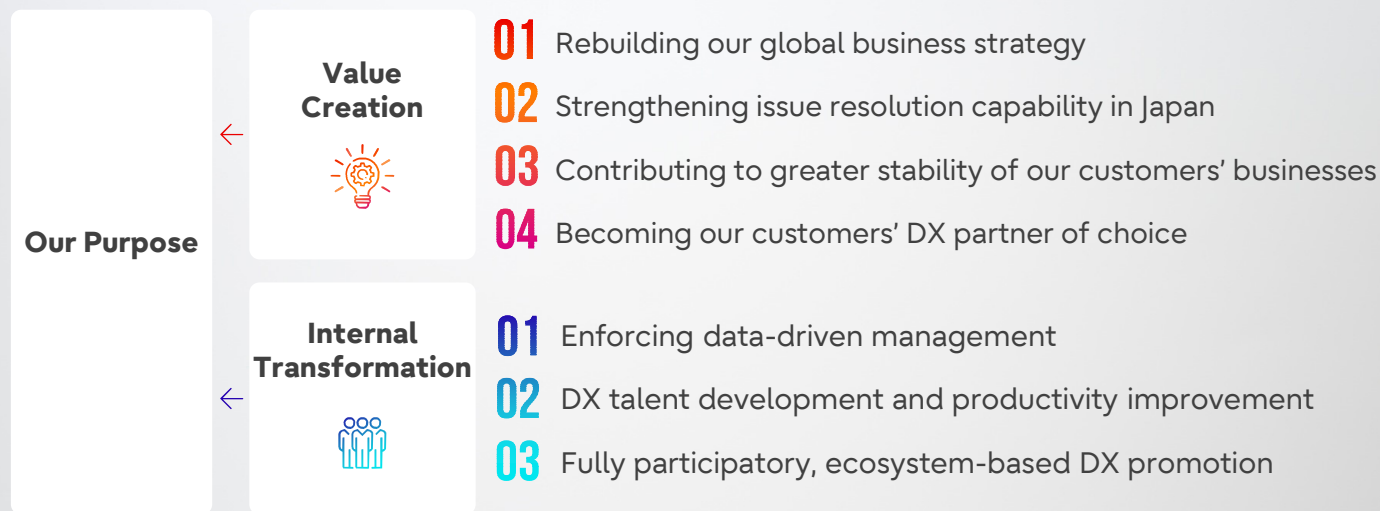 Our Purpose
Value
Creation
01 Rebuilding our global business strategy
02 Strengthening issue resolution capability in Japan
03 Contributing to greater stability of our customers’ businesses
04 Becoming our customers’ DX partner of choice
Internal
Transformation
01 Enforcing data-driven management
02 DX talent development and productivity improvement
03 Fully participatory, ecosystem-based DX promotion